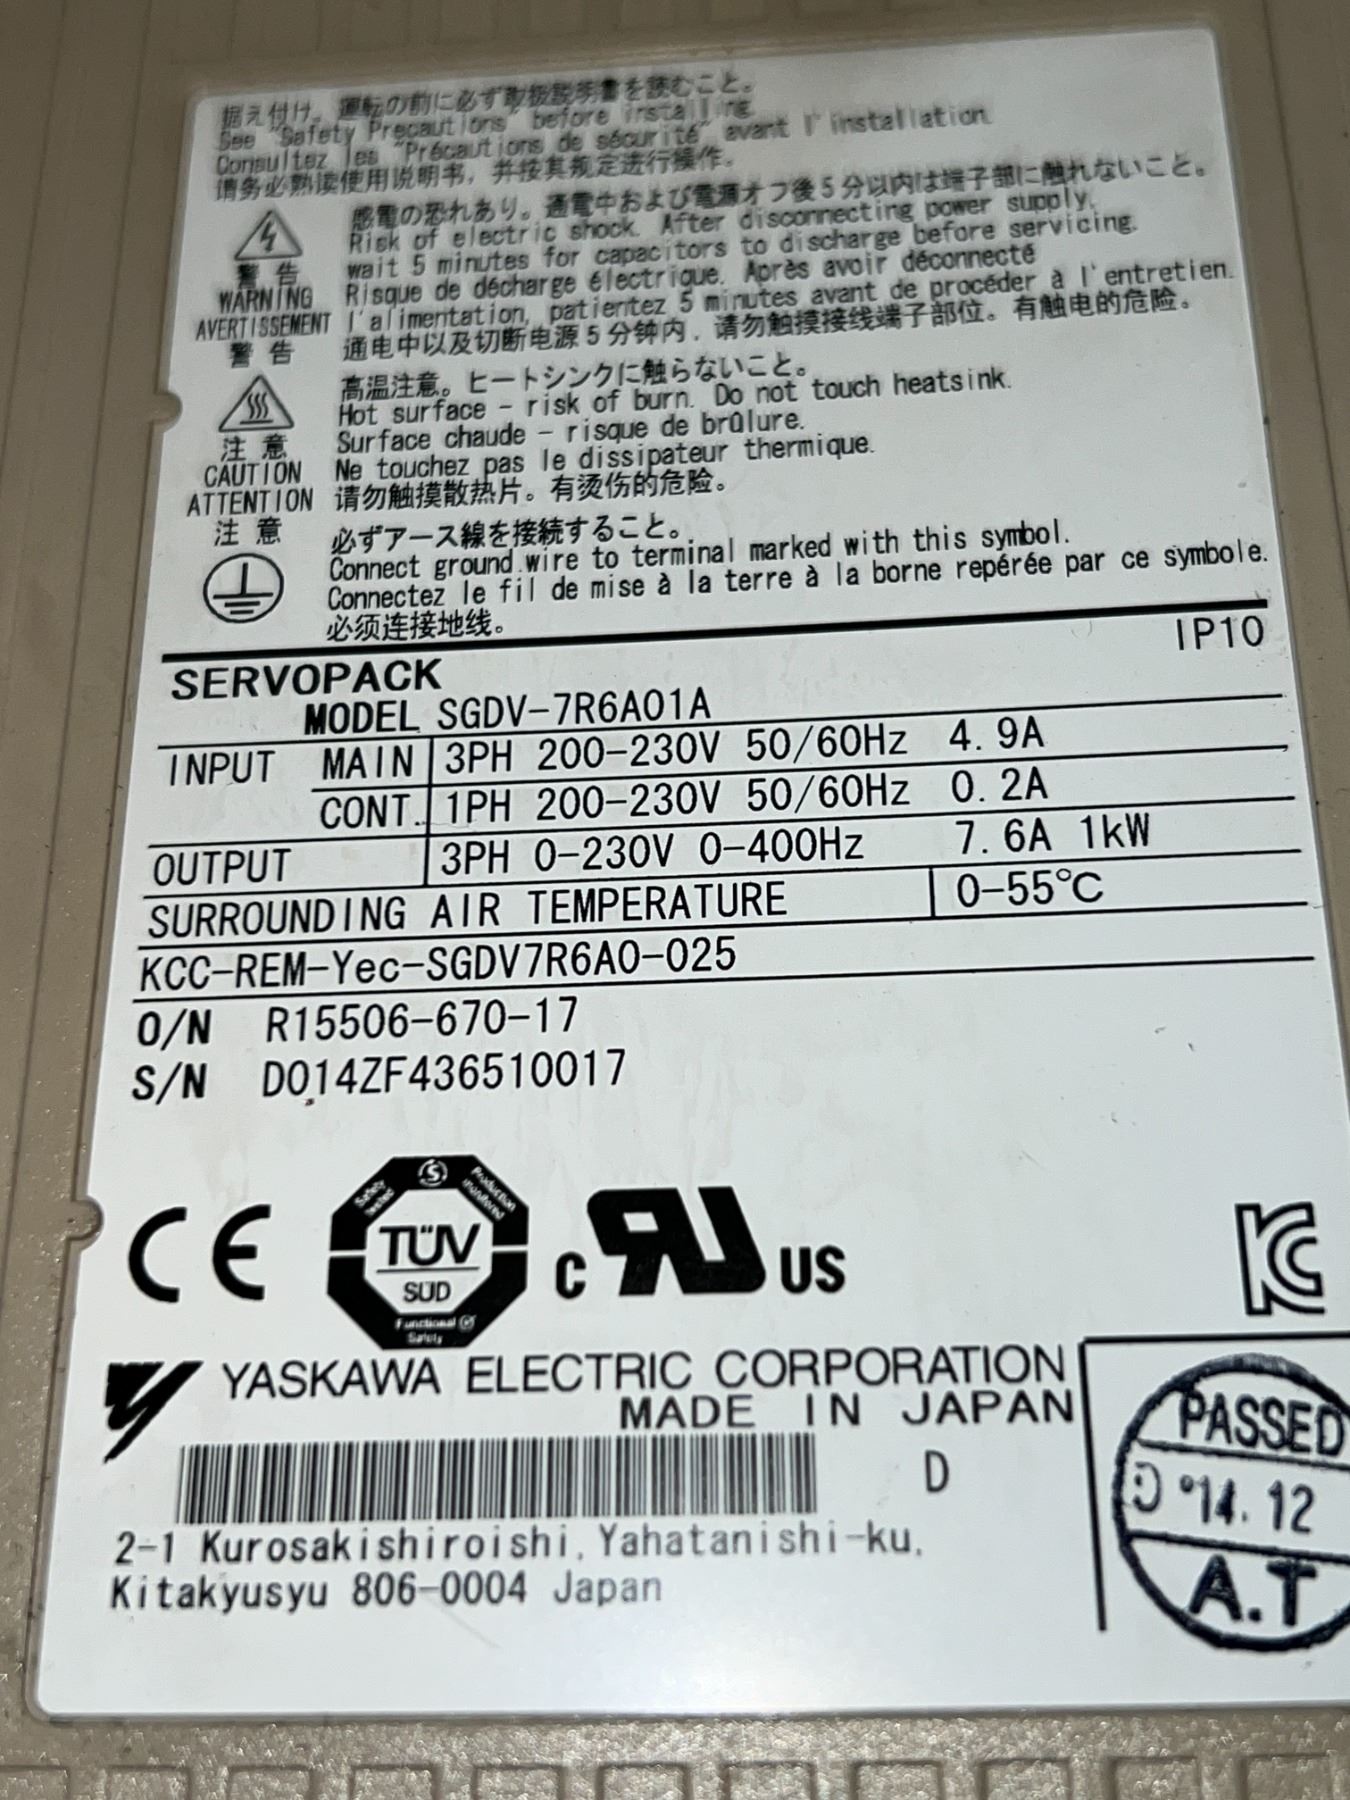 据え付け、運転の前に必ず取扱説明書を読むこと。
See "Safety Precautions" before installing
Consultez les "Précautions de sécurité" avant l'installation
请务必熟读使用说明书，并按其规定进行操作。
感電の恐れあり。通電中および電源オフ後5分以内は端子部に触れないこと。
Risk of electric shock. After disconnecting power supply,
wait 5 minutes for capacitors to discharge before servicing.
Risque de décharge électrique. Après avoir déconnecté
l'alimentation, patientez 5 minutes avant de procéder à l'entretien.
通电中以及切断电源5分钟内，请勿触摸接线端子部位。有触电的危险。
警告
WARNING
AVERTISSEMENT
警告
高温注意。ヒートシンクに触らないこと。
Hot surface - risk of burn. Do not touch heatsink.
Surface chaude - risque de brûlure.
Ne touchez pas le dissipateur thermique.
请勿触摸散热片。有烫伤的危险。
注意
CAUTION
ATTENTION
注意
必ずアース線を接続すること。
Connect ground wire to terminal marked with this symbol.
Connectez le fil de mise à la terre à la borne repérée par ce symbole.
必须连接地线。
IP10
SERVOPACK
MODEL SGDV-7R6A01A
INPUT MAIN 3PH 200-230V 50/60Hz 4.9A
CONT. 1PH 200-230V 50/60Hz 0.2A
OUTPUT 3PH 0-230V 0-400Hz 7.6A 1kW
SURROUNDING AIR TEMPERATURE 0-55℃
KCC-REM-Yec-SGDV7R6A0-025
O/N R15506-670-17
S/N D014ZF436510017
CE
Safety tested
Production monitored
TÜV
SÜD
Functional Safety
c RU US
KC
YASKAWA ELECTRIC CORPORATION
MADE IN JAPAN
D
2-1 Kurosakishiroishi, Yahatanishi-ku,
Kitakyusyu 806-0004 Japan
PASSED
'14.12
A.T